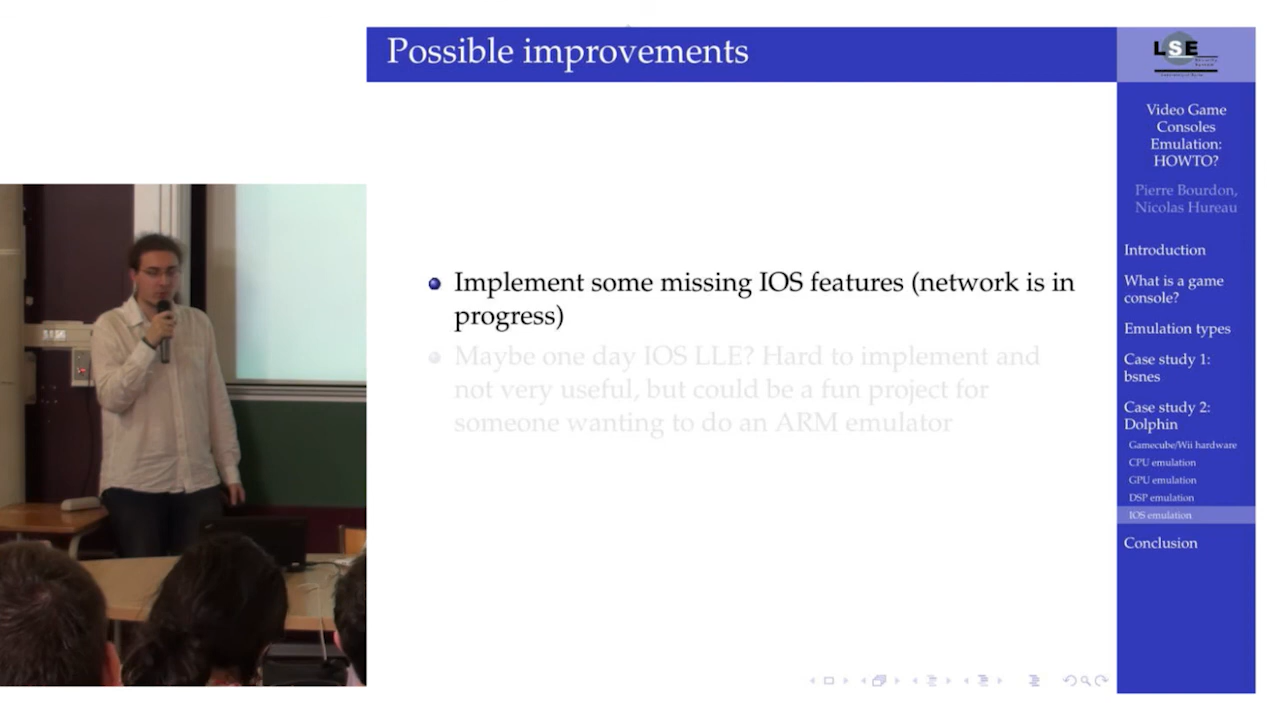 Possible improvements
LSE
Video Game
Consoles
Emulation:
HOWTO?
Pierre Bourdon,
Nicolas Hureau
Introduction
What is a game
console?
Emulation types
Case study 1:
bsnes
Case study 2:
Dolphin
Gamecube/Wii hardware
CPU emulation
GPU emulation
DSP emulation
IOS emulation
Conclusion
Implement some missing IOS features (network is in
progress)
Maybe one day IOS LLE? Hard to implement and
not very useful, but could be a fun project for
someone wanting to do an ARM emulator